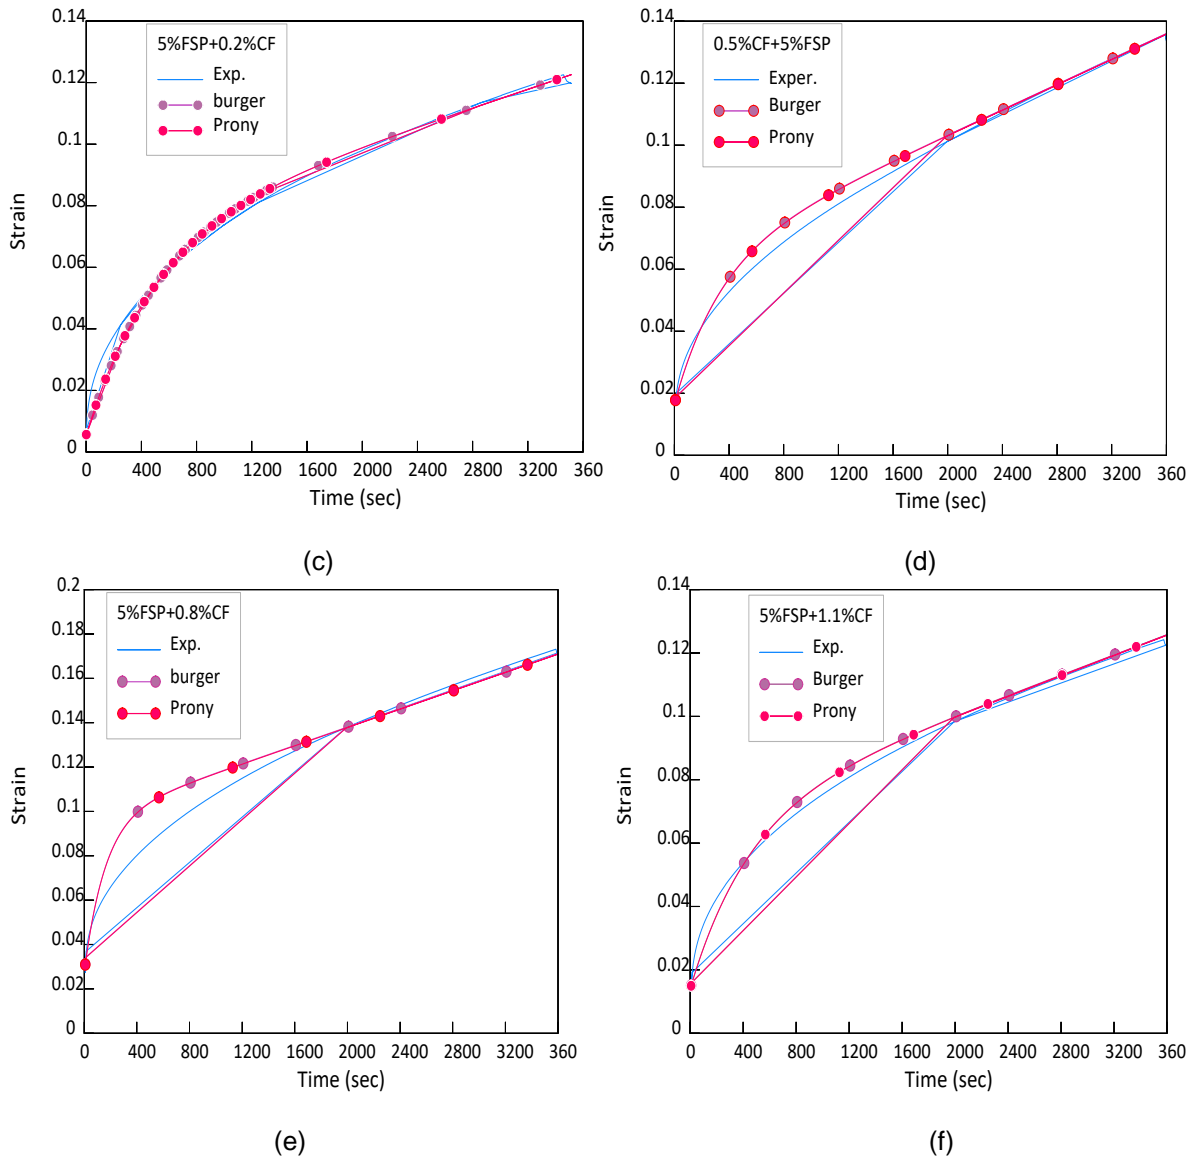 0.14
0.12
0.1
0.08
0.06
0.04
0.02
0
Strain
5%FSP+0.2%CF
Exp.
burger
Prony
0 400 800 1200 1600 2000 2400 2800 3200 360
Time (sec)
(c)
0.14
0.12
0.1
0.08
0.06
0.04
0.02
0
Strain
0.5%CF+5%FSP
Exper.
Burger
Prony
0 400 800 1200 1600 2000 2400 2800 3200 360
Time (sec)
(d)
0.2
0.18
0.16
0.14
0.12
0.1
0.08
0.06
0.04
0.02
0
Strain
5%FSP+0.8%CF
Exp.
burger
Prony
0 400 800 1200 1600 2000 2400 2800 3200 360
Time (sec)
(e)
0.14
0.12
0.1
0.08
0.06
0.04
0.02
0
Strain
5%FSP+1.1%CF
Exp.
Burger
Prony
0 400 800 1200 1600 2000 2400 2800 3200 360
Time (sec)
(f)